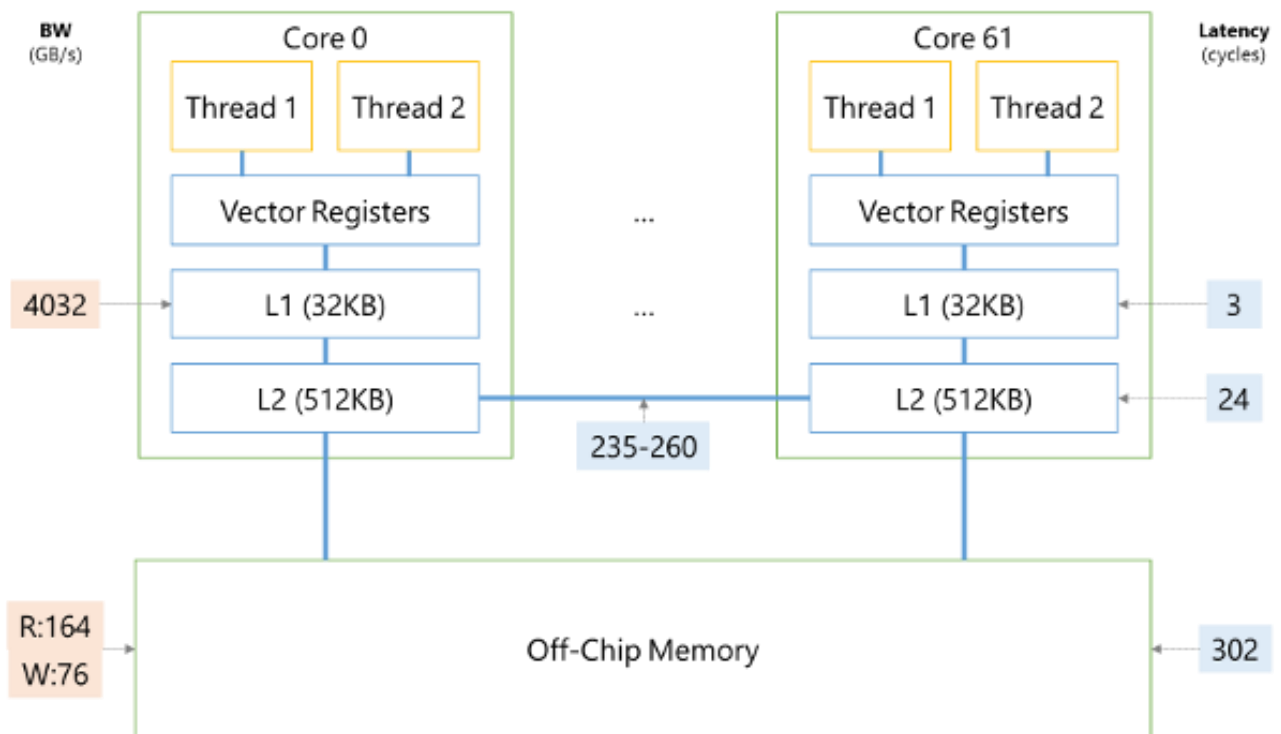 BW
(GB/s)
Core 0
Core 61
Latency
(cycles)
Thread 1
Thread 2
Thread 1
Thread 2
Vector Registers
...
Vector Registers
4032
L1 (32KB)
...
L1 (32KB)
3
L2 (512KB)
L2 (512KB)
24
235-260
R:164
W:76
Off-Chip Memory
302